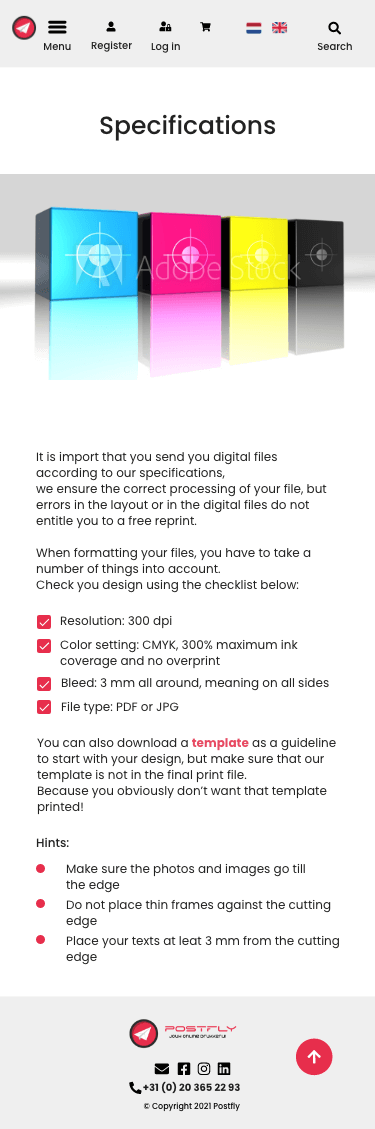 Menu
Register
Log in
Search
Specifications
Adobe Stock
It is import that you send you digital files
according to our specifications,
we ensure the correct processing of your file, but
errors in the layout or in the digital files do not
entitle you to a free reprint.
When formatting your files, you have to take a
number of things into account.
Check you design using the checklist below:
Resolution: 300 dpi
Color setting: CMYK, 300% maximum ink
coverage and no overprint
Bleed: 3 mm all around, meaning on all sides
File type: PDF or JPG
You can also download a template as a guideline
to start with your design, but make sure that our
template is not in the final print file.
Because you obviously don’t want that template
printed!
Hints:
Make sure the photos and images go till
the edge
Do not place thin frames against the cutting
edge
Place your texts at leat 3 mm from the cutting
edge
POSTFLY
JOUW ONLINE DRUKKERIJ!
+31 (0) 20 365 22 93
© Copyright 2021 Postfly